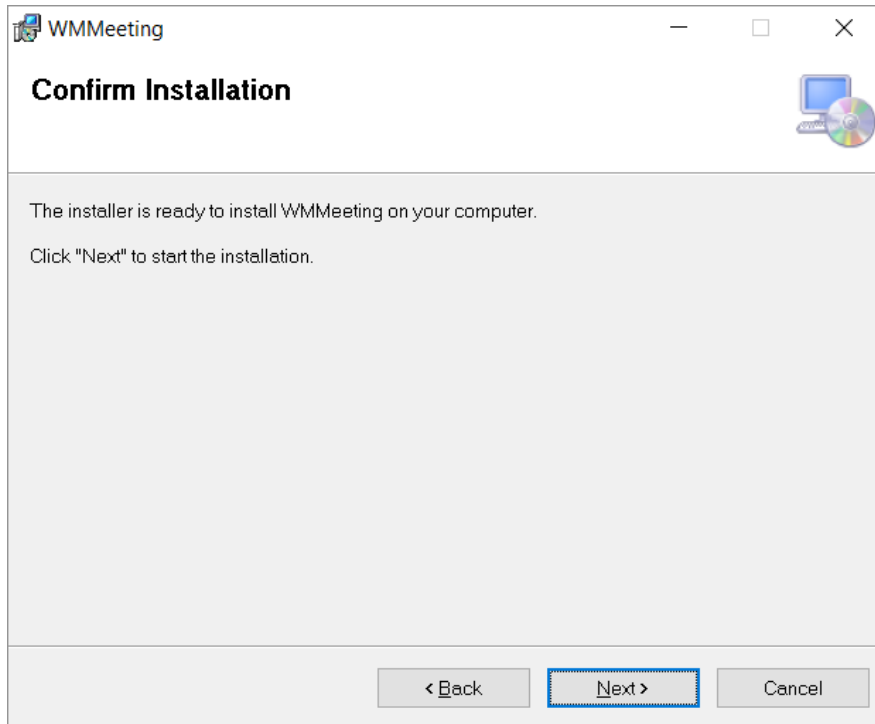 WMMeeting
Confirm Installation
The installer is ready to install WMMeeting on your computer.
Click "Next" to start the installation.
< Back
Next >
Cancel